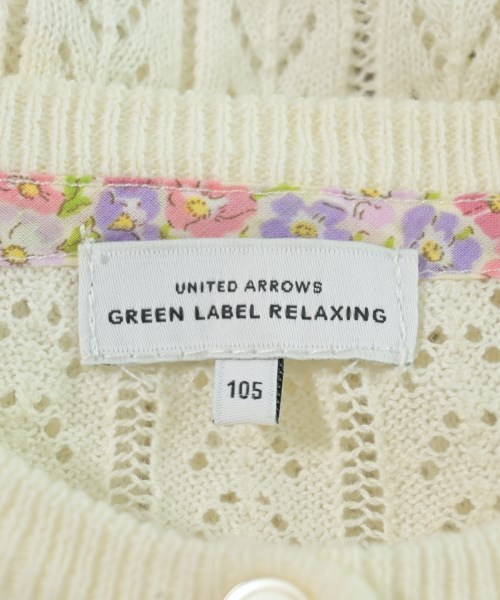 UNITED ARROWS
GREEN LABEL RELAXING
105